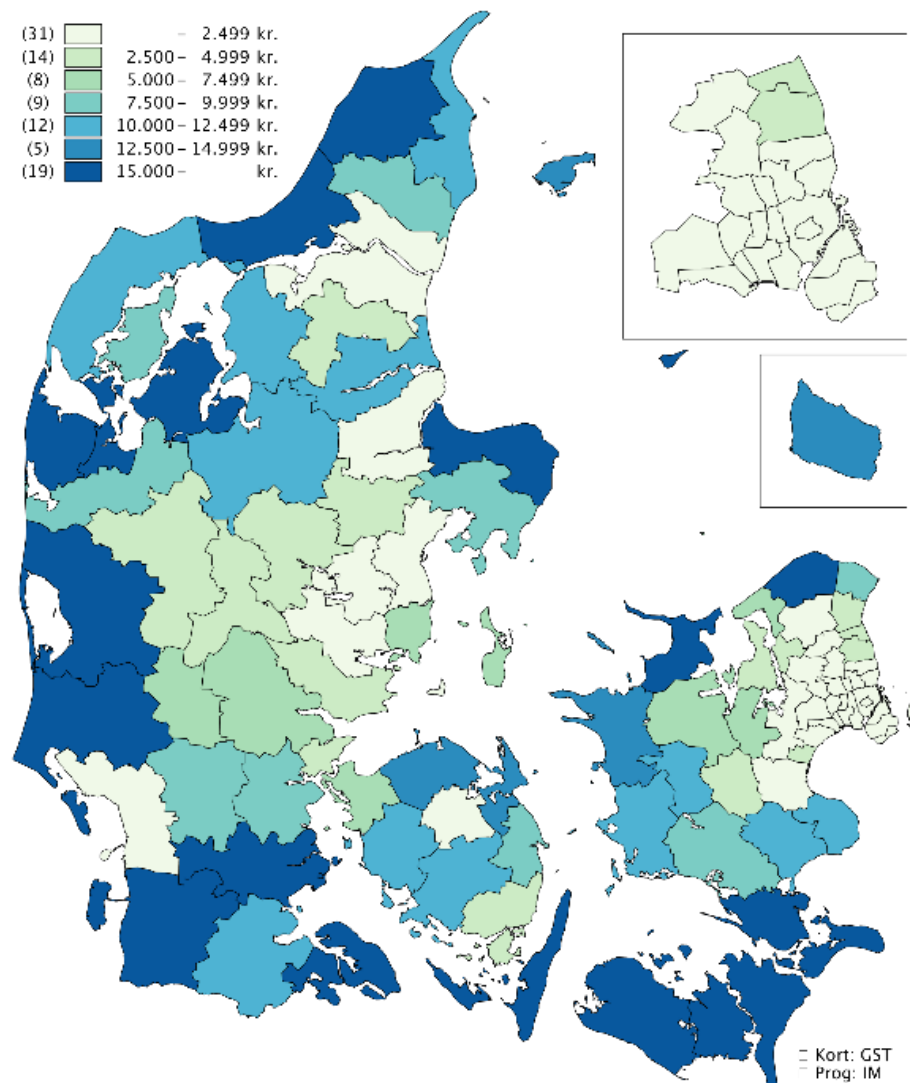 (31) – 2.499 kr.
(14) 2.500– 4.999 kr.
(8) 5.000– 7.499 kr.
(9) 7.500– 9.999 kr.
(12) 10.000– 12.499 kr.
(5) 12.500– 14.999 kr.
(19) 15.000– kr.
Kort: GST
Prog: IM